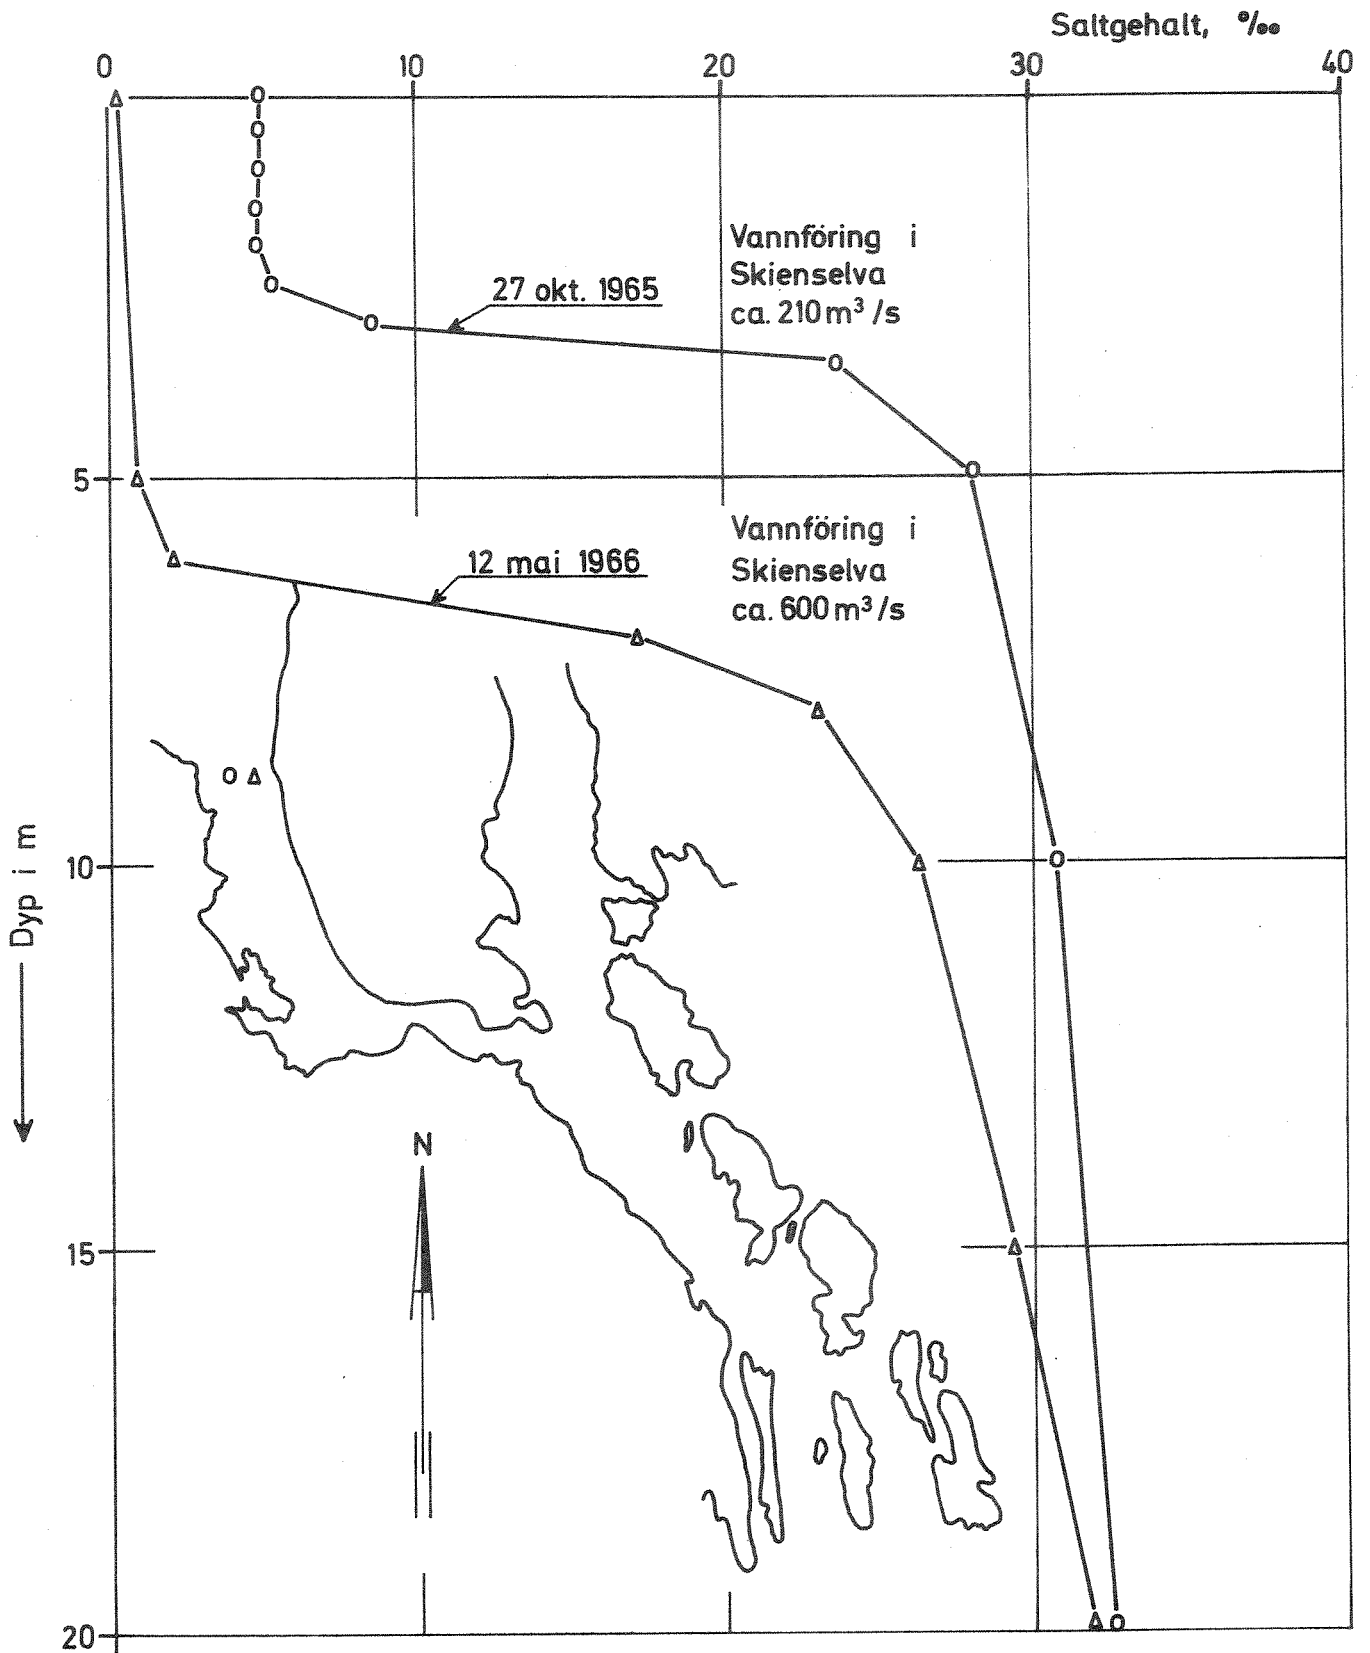 Saltgehalt, ‰
0 10 20 30 40
Vannföring i
Skienselva
ca. 210 m³/s
27 okt. 1965
5
Vannföring i
Skienselva
ca. 600 m³/s
12 mai 1966
Dyp i m
10
N
15
20